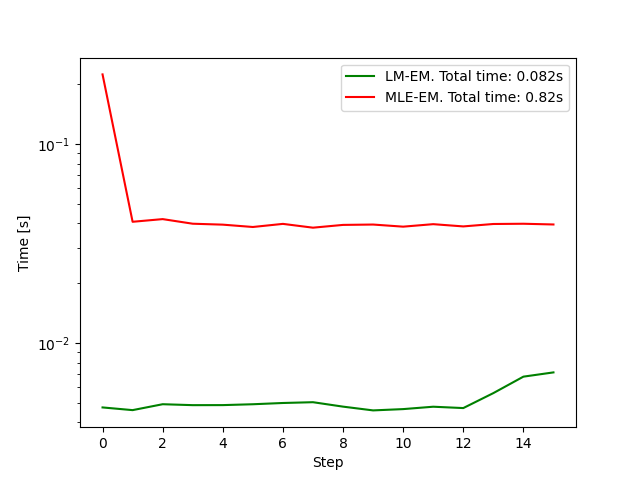 LM-EM. Total time: 0.082s
MLE-EM. Total time: 0.82s
10⁻¹
10⁻²
Time [s]
0 2 4 6 8 10 12 14
Step